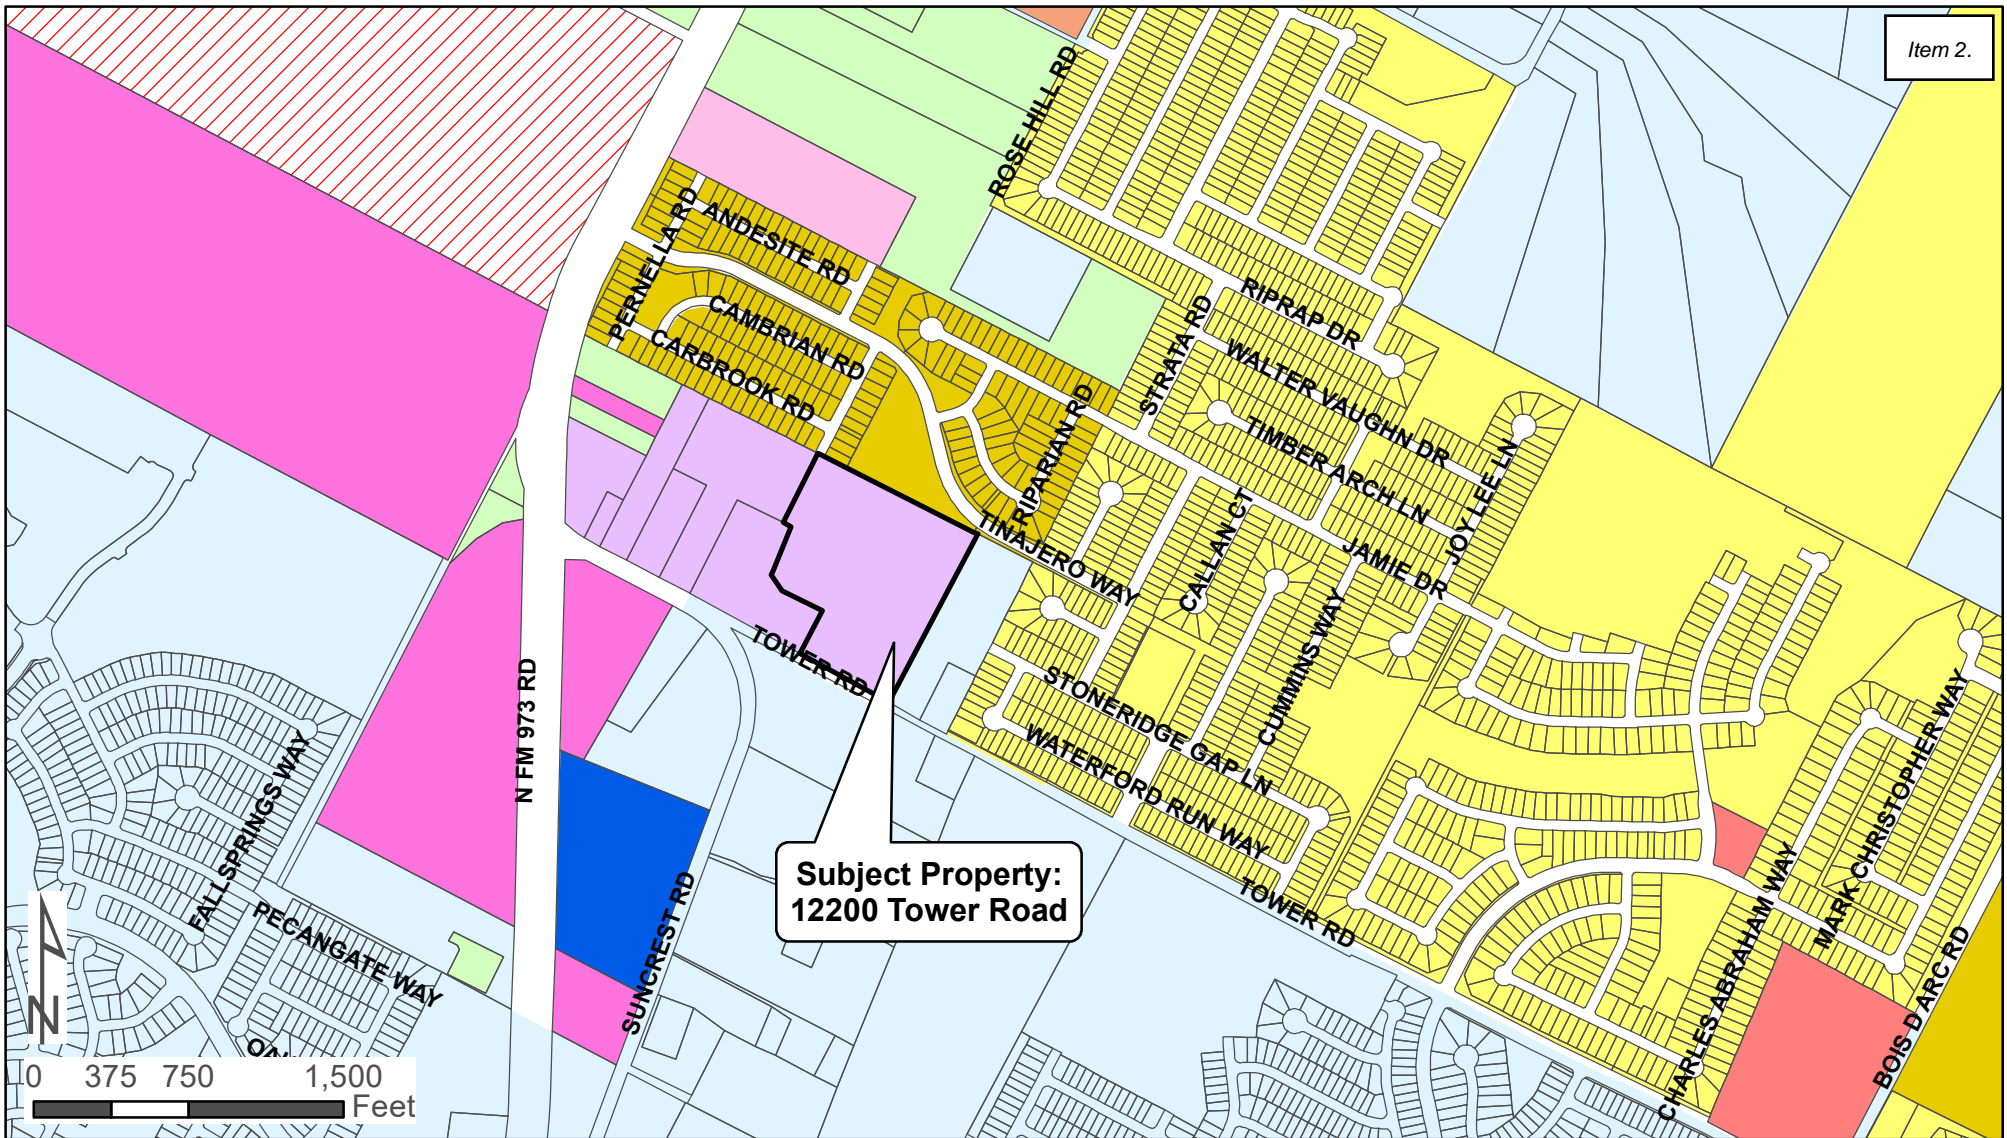 Item 2.
ROSE HILL RD
PERNELLA RD
ANDESITE RD
CAMBRIAN RD
CARBROOK RD
RIPRAP DR
STRATA RD
WALTER VAUGHN DR
TIMBER ARCH LN
JOY LEE LN
RIPARIAN RD
TINAJERO WAY
CALLAN CT
JAMIE DR
CUMMINS WAY
TOWER RD
STONERIDGE GAP LN
WATERFORD RUN WAY
N FM 973 RD
FALLSPRINGS WAY
PECANGATE WAY
SUNCREST RD
Subject Property:
12200 Tower Road
TOWER RD
MARK CHRISTOPHER WAY
CHARLES ABRAHAM WAY
BOIS D ARC RD
N
0 375 750 1,500
Feet